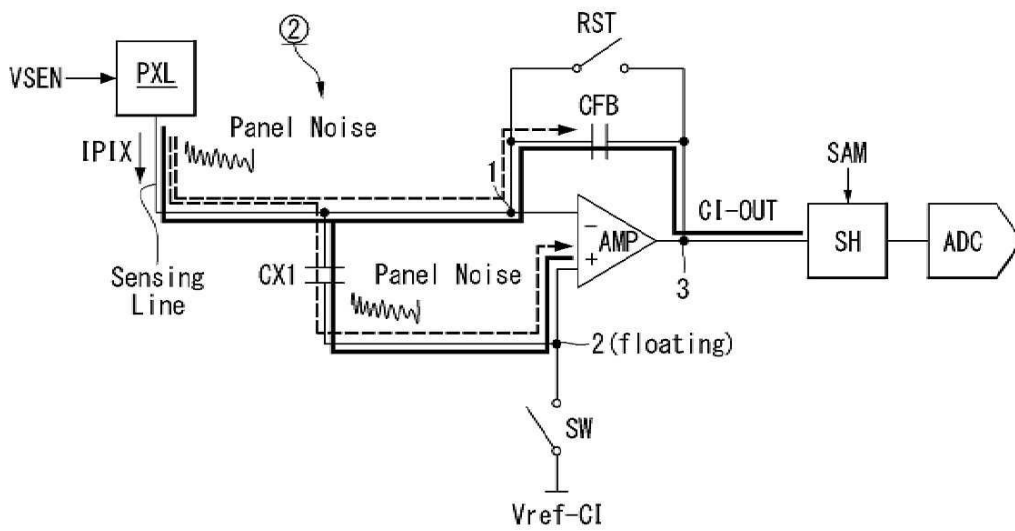 ②
RST
VSEN
PXL
Panel Noise
CFB
IPIX
1
SAM
CI-OUT
−
AMP
+
SH
ADC
Sensing
Line
CX1
Panel Noise
3
2(floating)
SW
Vref-CI